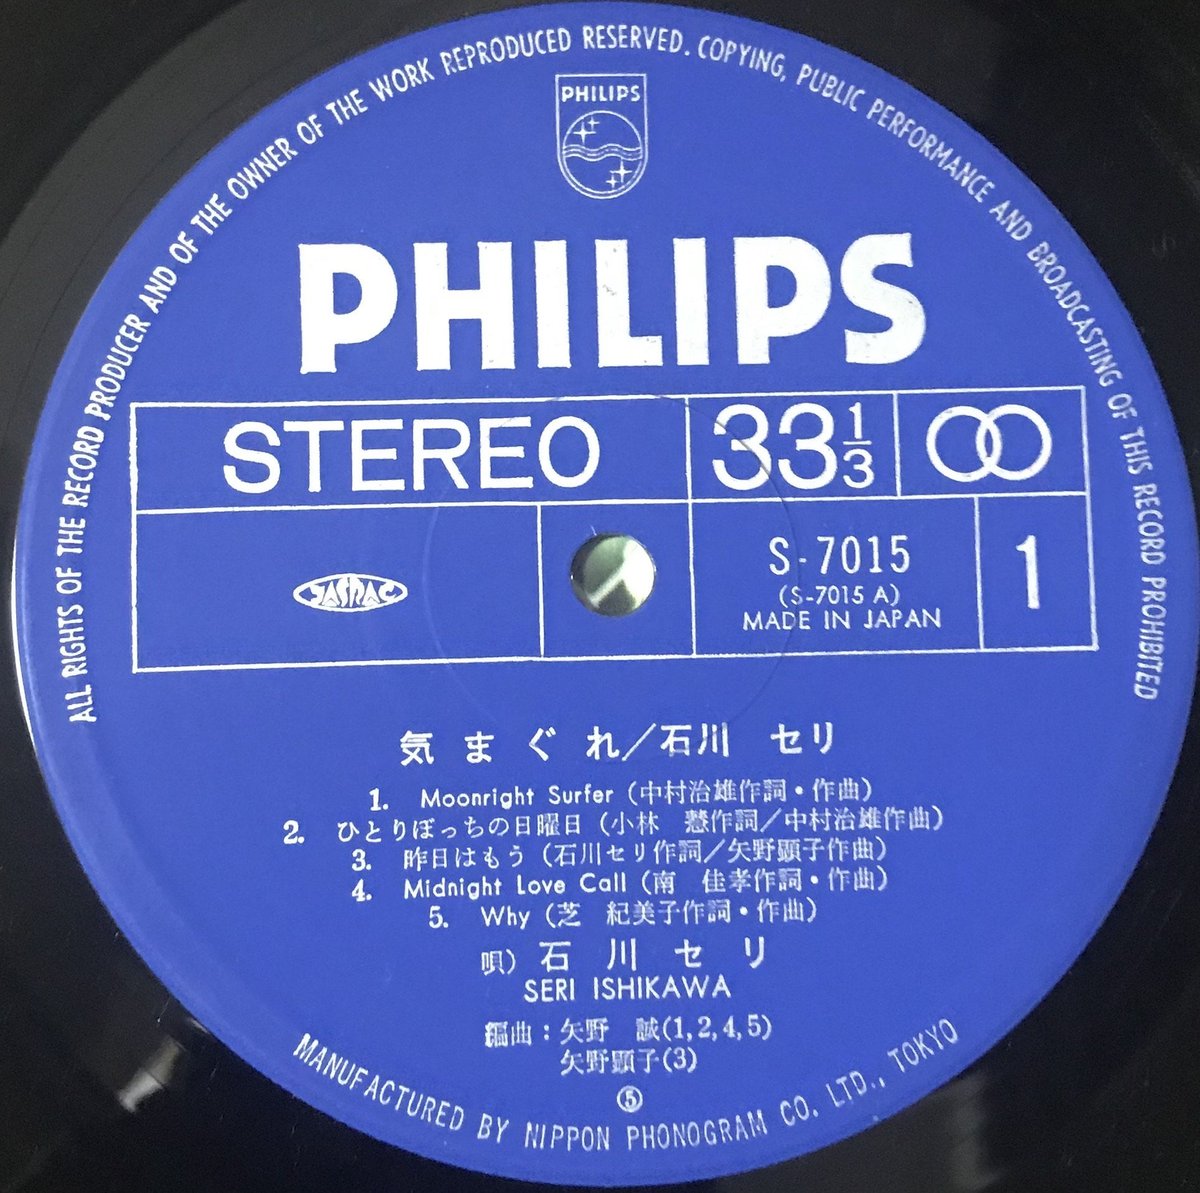 ALL RIGHTS OF THE RECORD PRODUCER AND OF THE OWNER OF THE WORK REPRODUCED RESERVED. COPYING, PUBLIC PERFORMANCE AND BROADCASTING OF THIS RECORD PROHIBITED
PHILIPS
PHILIPS
STEREO 33 1/3
JASRAC
S-7015 1
(S-7015 A)
MADE IN JAPAN
気まぐれ/石川 セリ
1. Moonright Surfer (中村治雄作詞・作曲)
2. ひとりぼっちの日曜日 (小林 慧作詞/中村治雄作曲)
3. 昨日はもう (石川セリ作詞/矢野顕子作曲)
4. Midnight Love Call (南 佳孝作詞・作曲)
5. Why (芝 紀美子作詞・作曲)
唄) 石川セリ
SERI ISHIKAWA
編曲:矢野 誠(1,2,4,5)
矢野顕子(3)
⑤
MANUFACTURED BY NIPPON PHONOGRAM CO. LTD., TOKYO